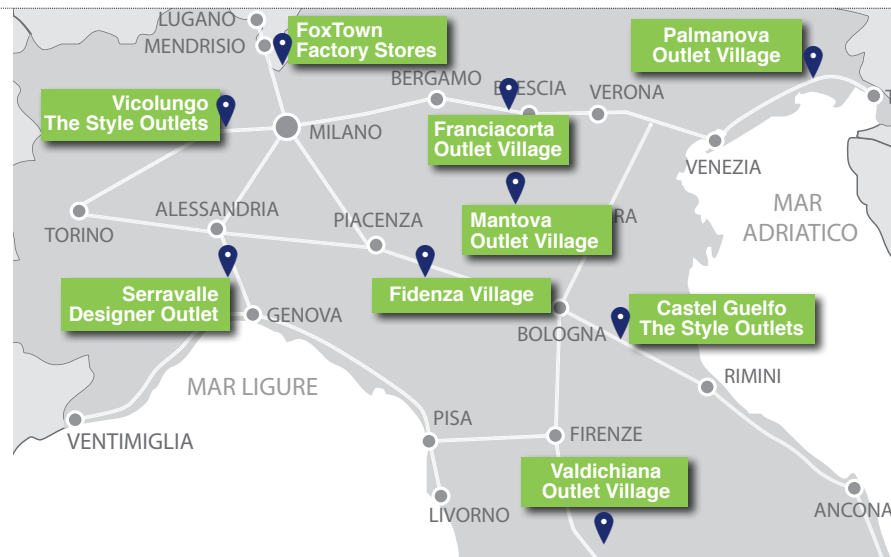 LUGANO
MENDRISIO
FoxTown
Factory Stores
Palmanova
Outlet Village
BERGAMO
BRESCIA
VERONA
Vicolungo
The Style Outlets
MILANO
Franciacorta
Outlet Village
VENEZIA
MAR
ADRIATICO
TORINO
ALESSANDRIA
PIACENZA
Mantova
Outlet Village
Serravalle
Designer Outlet
GENOVA
Fidenza Village
BOLOGNA
Castel Guelfo
The Style Outlets
MAR LIGURE
RIMINI
VENTIMIGLIA
PISA
FIRENZE
Valdichiana
Outlet Village
LIVORNO
ANCONA